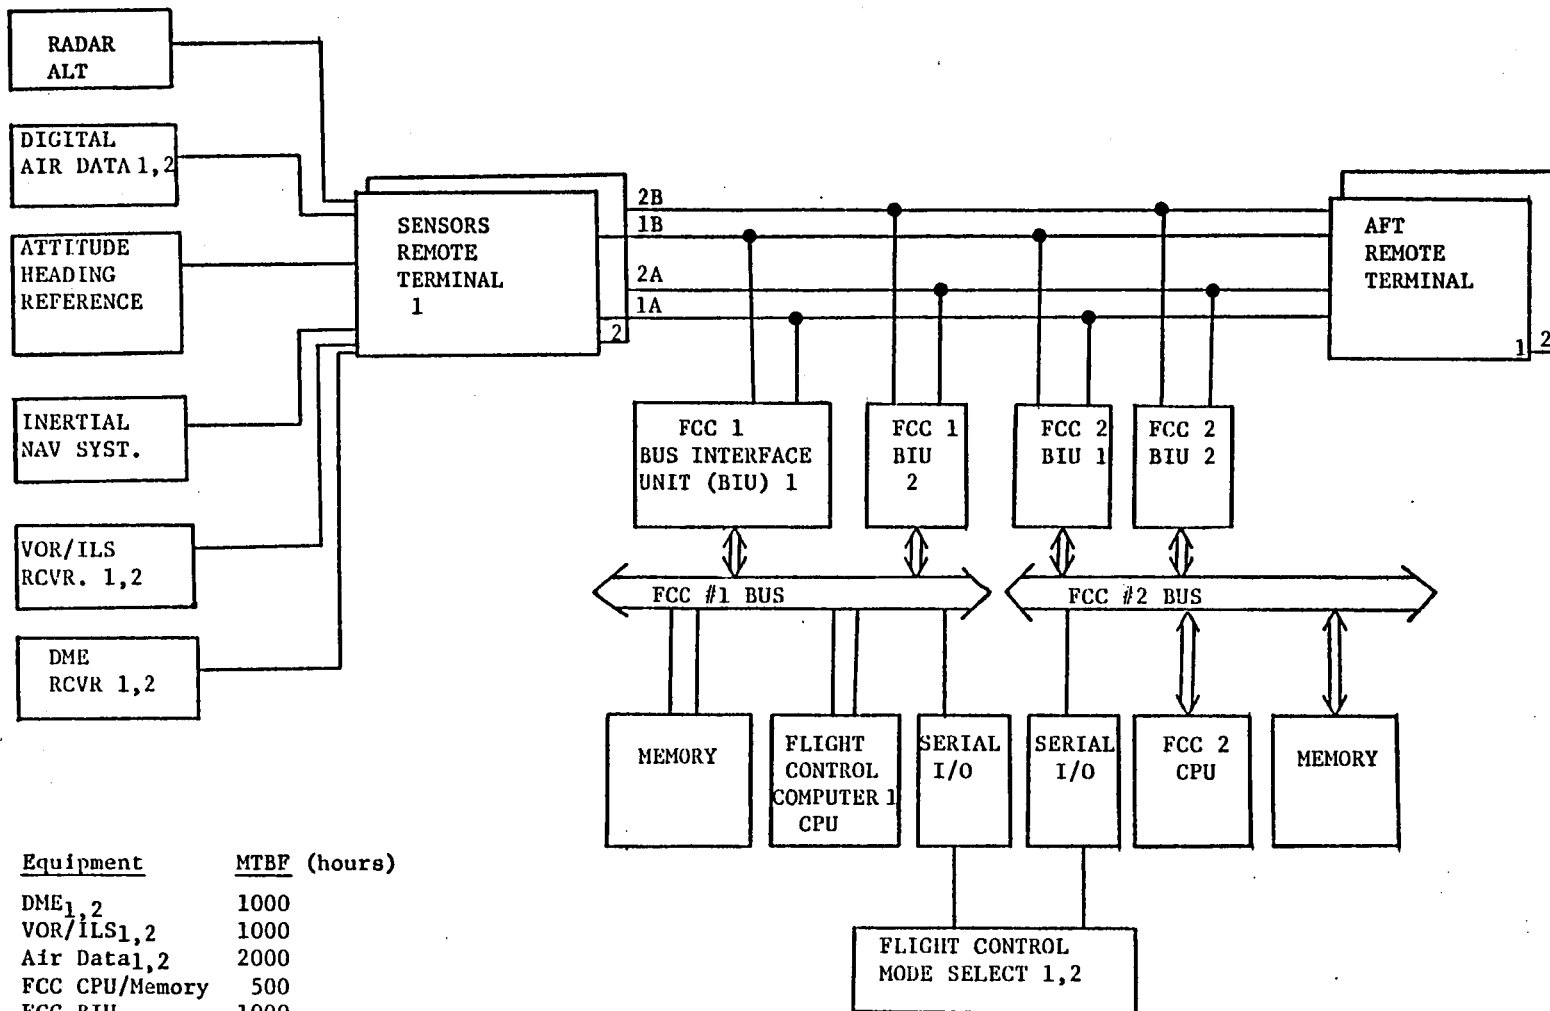 RADAR
ALT
DIGITAL
AIR DATA 1,2
ATTITUDE
HEADING
REFERENCE
INERTIAL
NAV SYST.
VOR/ILS
RCVR. 1,2
DME
RCVR 1,2
SENSORS
REMOTE
TERMINAL
1
2
2B
1B
2A
1A
AFT
REMOTE
TERMINAL
1 2
FCC 1
BUS INTERFACE
UNIT (BIU) 1
FCC 1
BIU
2
FCC 2
BIU 1
FCC 2
BIU 2
FCC #1 BUS
FCC #2 BUS
MEMORY
FLIGHT
CONTROL
COMPUTER 1
CPU
SERIAL
I/O
SERIAL
I/O
FCC 2
CPU
MEMORY
FLIGHT CONTROL
MODE SELECT 1,2
Equipment MTBF (hours)
DME1,2 1000
VOR/ILS1,2 1000
Air Data1,2 2000
FCC CPU/Memory 500
FCC BIU 1000